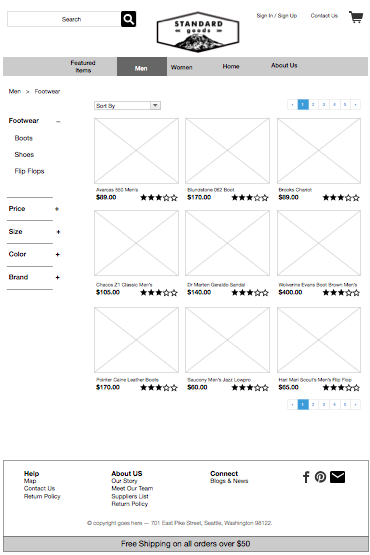 Search
STANDARD
goods
Sign In / Sign Up
Contact Us
Featured Items
Men
Women
Home
About Us
Men > Footwear
Sort By
< 1 2 3 4 5 >
Footwear –
Boots
Shoes
Flip Flops
Price +
Size +
Color +
Brand +
Avarcas 550 Men's
$89.00
Blundstone 062 Boot
$170.00
Brooks Chariot
$89.00
Chacos Z1 Classic Men's
$105.00
Dr Marten Geraldo Sandal
$140.00
Wolverine Evans Boot Brown Men's
$400.00
Pointer Caine Leather Boots
$170.00
Saucony Men's Jazz Lowpro
$60.00
Hari Mari Scout's Men's Flip Flop
$65.00
< 1 2 3 4 5 >
Help
Map
Contact Us
Return Policy
About US
Our Story
Meet Our Team
Suppliers List
Return Policy
Connect
Blogs & News
© copyright goes here — 701 East Pike Street, Seattle, Washington 98122.
Free Shipping on all orders over $50